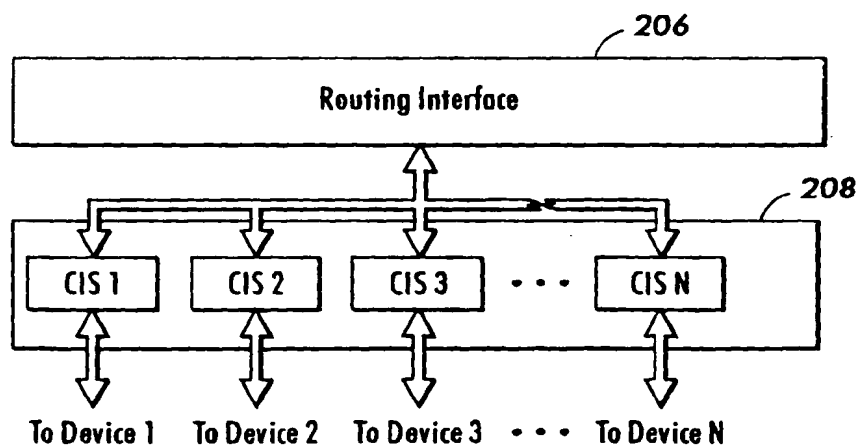 206
Routing Interface
208
CIS 1 CIS 2 CIS 3 • • • CIS N
To Device 1 To Device 2 To Device 3 • • • To Device N